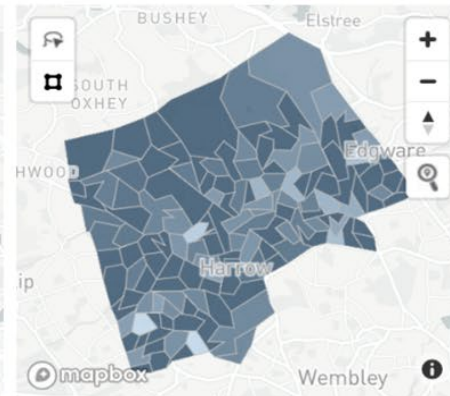 BUSHEY
Elstree
SOUTH
OXHEY
HWOOD
Edgware
ip
Harrow
Wembley
mapbox